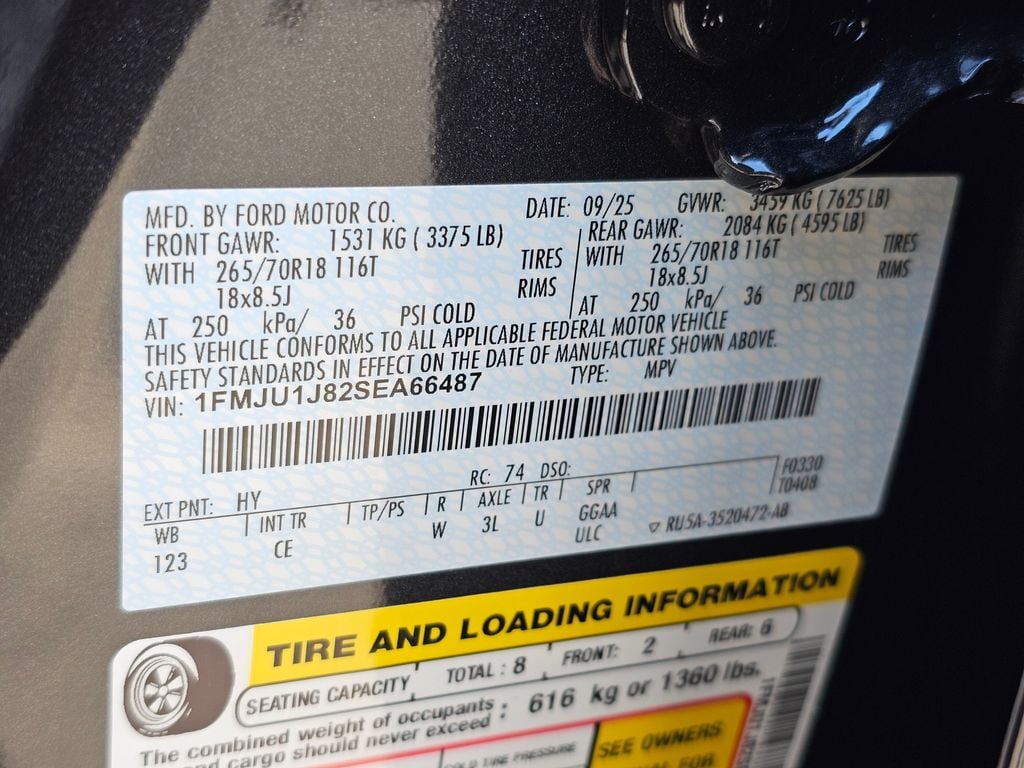 MFD. BY FORD MOTOR CO. DATE: 09/25 GVWR: 3459 KG ( 7625 LB)
FRONT GAWR: 1531 KG ( 3375 LB) REAR GAWR: 2084 KG ( 4595 LB)
WITH 265/70R18 116T TIRES WITH 265/70R18 116T TIRES
18x8.5J RIMS 18x8.5J RIMS
AT 250 kPa/ 36 PSI COLD AT 250 kPa/ 36 PSI COLD
THIS VEHICLE CONFORMS TO ALL APPLICABLE FEDERAL MOTOR VEHICLE
SAFETY STANDARDS IN EFFECT ON THE DATE OF MANUFACTURE SHOWN ABOVE.
VIN: 1FMJU1J82SEA66487 TYPE: MPV
EXT PNT: HY RC: 74 DSO: F0330
T0408
WB INT TR TP/PS R AXLE TR SPR
123 CE W 3L U GGAA
ULC ▽ RU5A-3520472-AB
TIRE AND LOADING INFORMATION
SEATING CAPACITY TOTAL : 8 FRONT: 2 REAR: 6
The combined weight of occupants : 616 kg or 1360 lbs.
and cargo should never exceed
COLD TIRE PRESSURE SEE OWNERS
MANUAL FOR